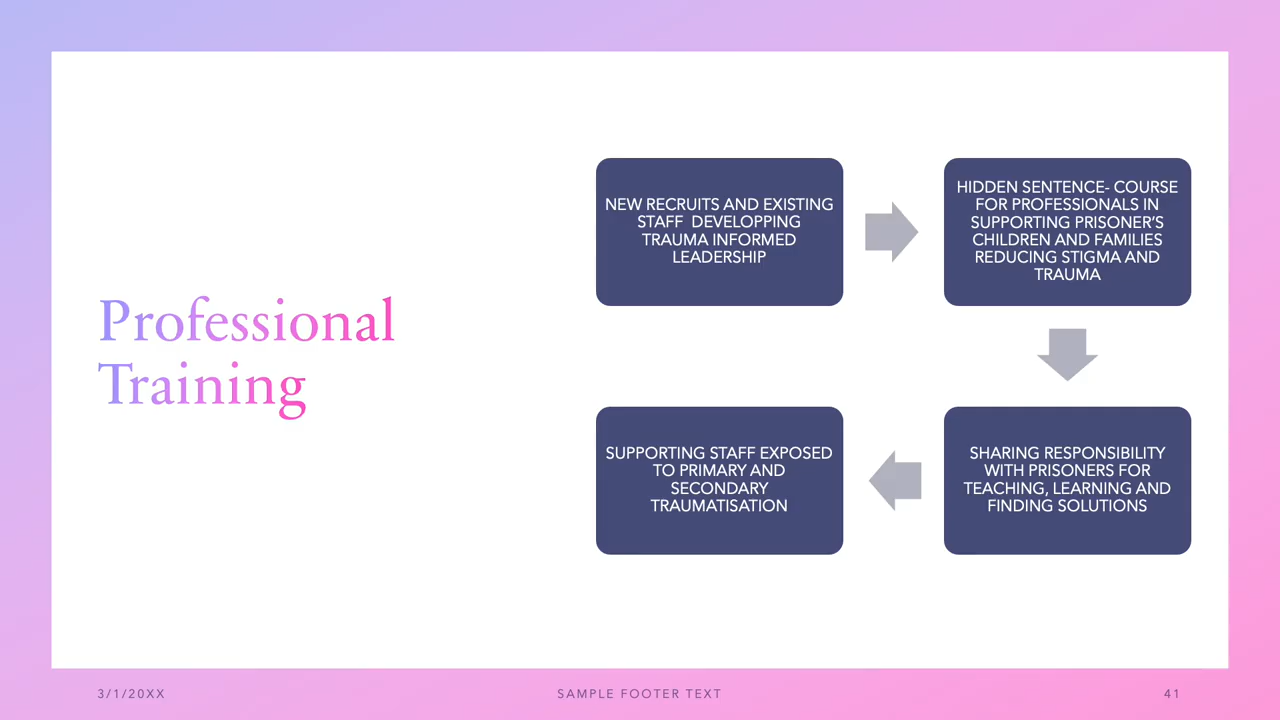 Professional
Training
NEW RECRUITS AND EXISTING
STAFF DEVELOPPING
TRAUMA INFORMED
LEADERSHIP
HIDDEN SENTENCE- COURSE
FOR PROFESSIONALS IN
SUPPORTING PRISONER'S
CHILDREN AND FAMILIES
REDUCING STIGMA AND
TRAUMA
SHARING RESPONSIBILITY
WITH PRISONERS FOR
TEACHING, LEARNING AND
FINDING SOLUTIONS
SUPPORTING STAFF EXPOSED
TO PRIMARY AND
SECONDARY
TRAUMATISATION
3/1/20XX
SAMPLE FOOTER TEXT
41